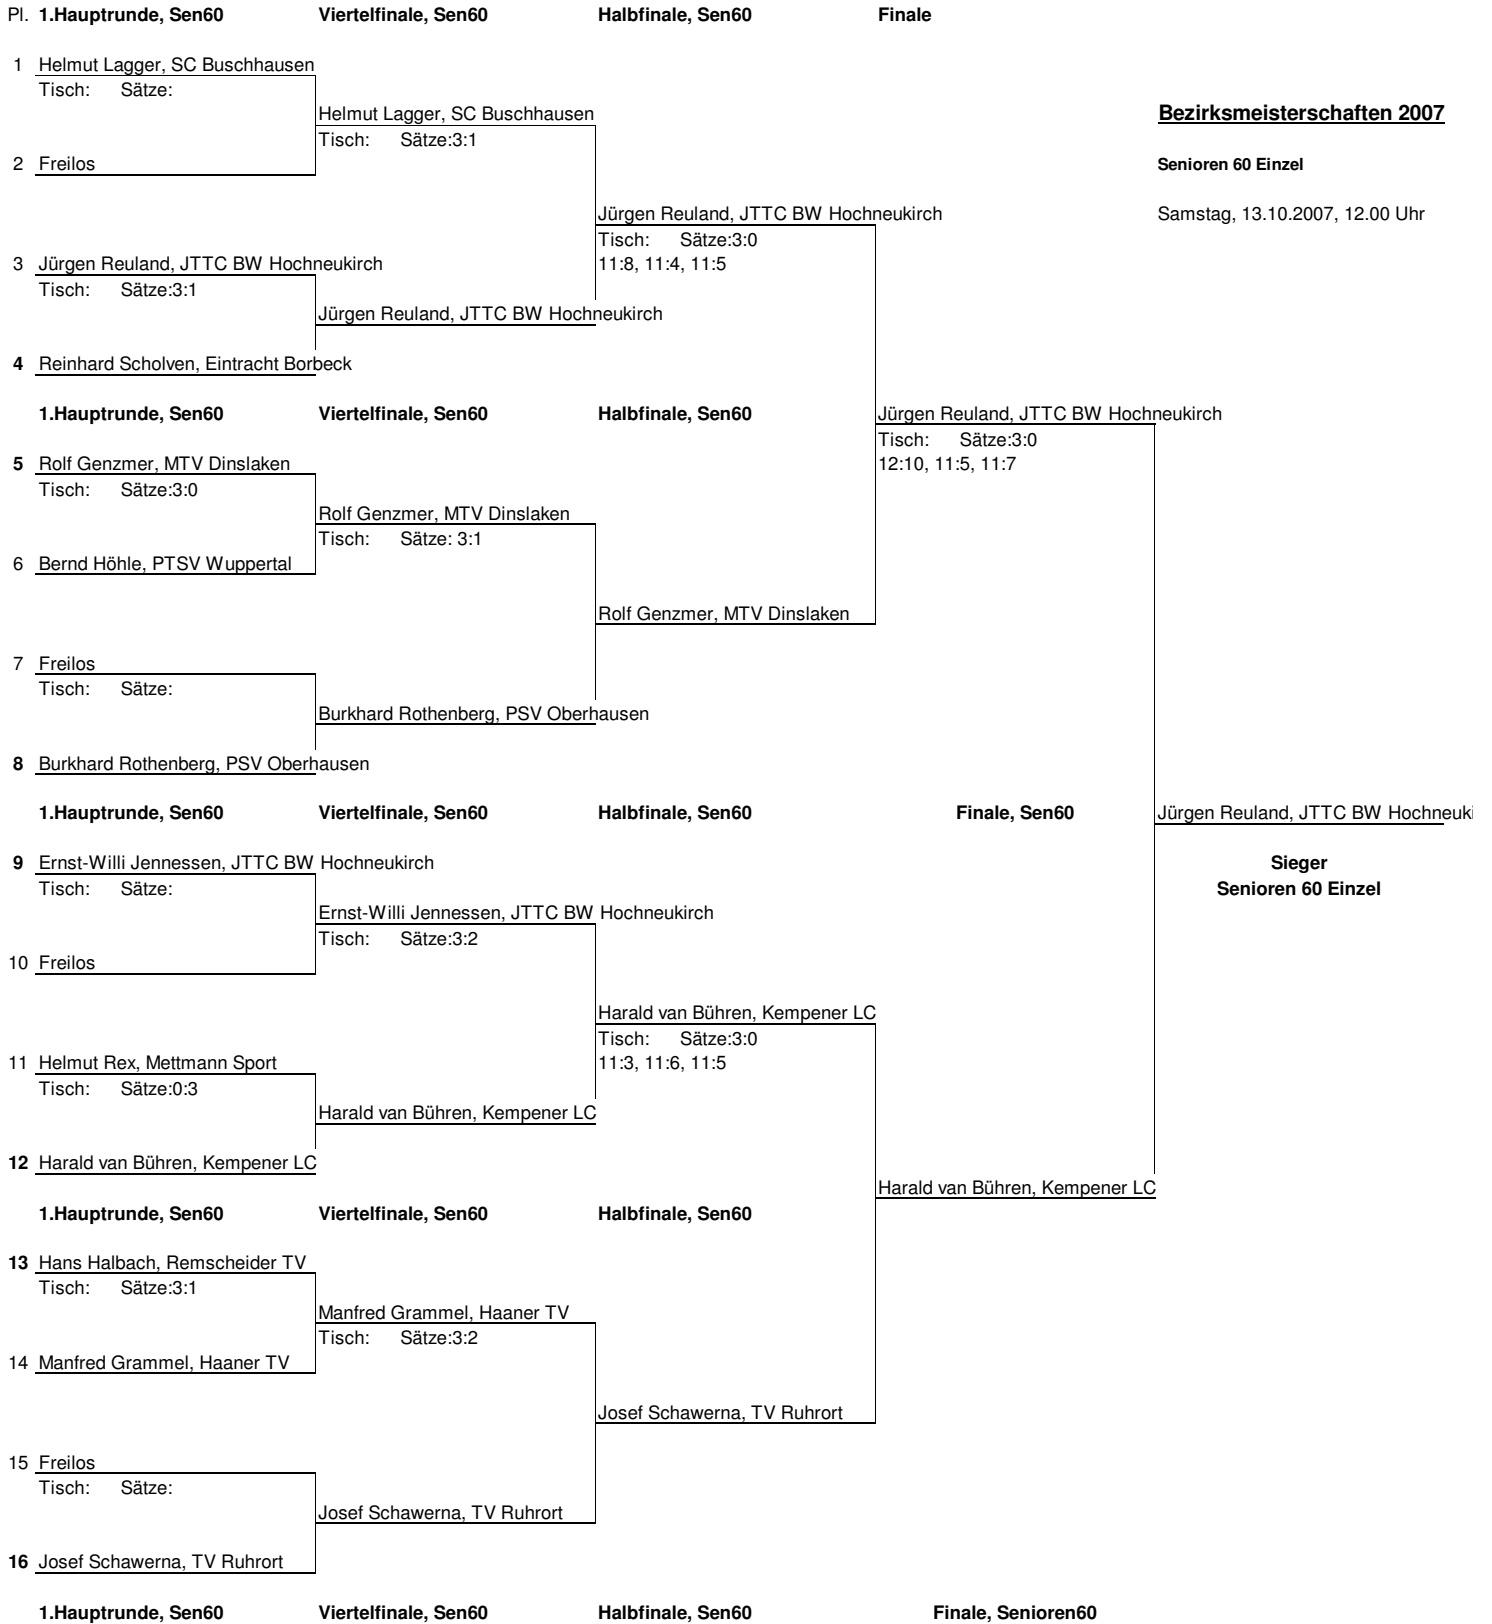 Pl. 1.Hauptrunde, Sen60 Viertelfinale, Sen60 Halbfinale, Sen60 Finale
1 Helmut Lagger, SC Buschhausen
Tisch: Sätze:
Helmut Lagger, SC Buschhausen Bezirksmeisterschaften 2007
Tisch: Sätze:3:1
2 Freilos Senioren 60 Einzel
Jürgen Reuland, JTTC BW Hochneukirch Samstag, 13.10.2007, 12.00 Uhr
Tisch: Sätze:3:0
3 Jürgen Reuland, JTTC BW Hochneukirch 11:8, 11:4, 11:5
Tisch: Sätze:3:1
Jürgen Reuland, JTTC BW Hochneukirch
4 Reinhard Scholven, Eintracht Borbeck
1.Hauptrunde, Sen60 Viertelfinale, Sen60 Halbfinale, Sen60 Jürgen Reuland, JTTC BW Hochneukirch
Tisch: Sätze:3:0
5 Rolf Genzmer, MTV Dinslaken 12:10, 11:5, 11:7
Tisch: Sätze:3:0
Rolf Genzmer, MTV Dinslaken
Tisch: Sätze: 3:1
6 Bernd Höhle, PTSV Wuppertal
Rolf Genzmer, MTV Dinslaken
7 Freilos
Tisch: Sätze:
Burkhard Rothenberg, PSV Oberhausen
8 Burkhard Rothenberg, PSV Oberhausen
1.Hauptrunde, Sen60 Viertelfinale, Sen60 Halbfinale, Sen60 Finale, Sen60 Jürgen Reuland, JTTC BW Hochneuki
9 Ernst-Willi Jennessen, JTTC BW Hochneukirch Sieger
Tisch: Sätze: Senioren 60 Einzel
Ernst-Willi Jennessen, JTTC BW Hochneukirch
Tisch: Sätze:3:2
10 Freilos
Harald van Bühren, Kempener LC
Tisch: Sätze:3:0
11 Helmut Rex, Mettmann Sport 11:3, 11:6, 11:5
Tisch: Sätze:0:3
Harald van Bühren, Kempener LC
12 Harald van Bühren, Kempener LC
Harald van Bühren, Kempener LC
1.Hauptrunde, Sen60 Viertelfinale, Sen60 Halbfinale, Sen60
13 Hans Halbach, Remscheider TV
Tisch: Sätze:3:1
Manfred Grammel, Haaner TV
Tisch: Sätze:3:2
14 Manfred Grammel, Haaner TV
Josef Schawerna, TV Ruhrort
15 Freilos
Tisch: Sätze:
Josef Schawerna, TV Ruhrort
16 Josef Schawerna, TV Ruhrort
1.Hauptrunde, Sen60 Viertelfinale, Sen60 Halbfinale, Sen60 Finale, Senioren60